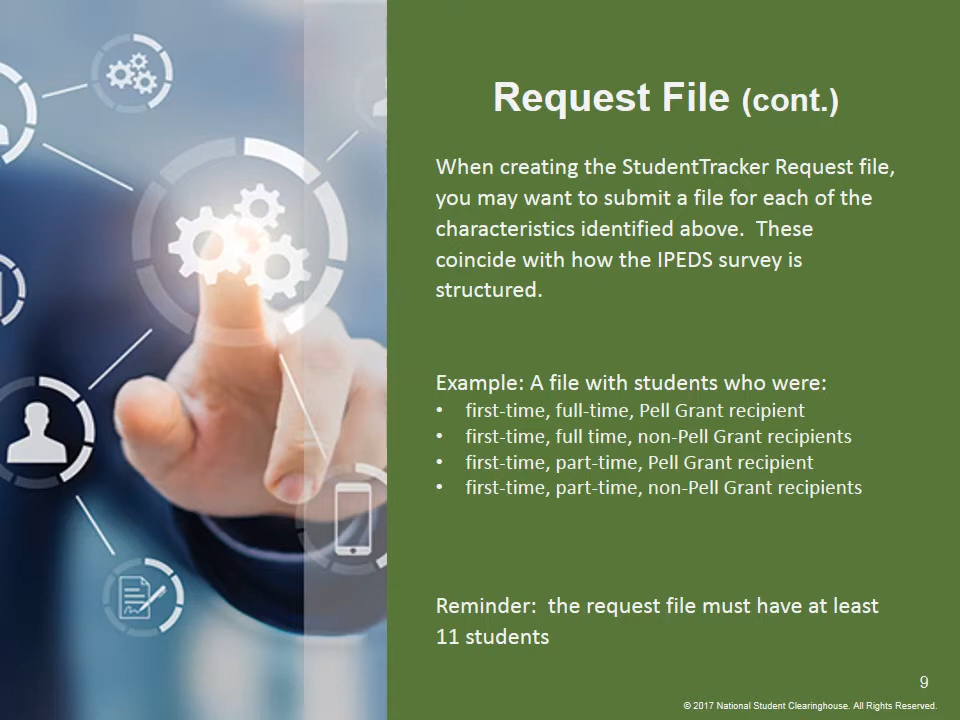 Request File (cont.)
When creating the StudentTracker Request file,
you may want to submit a file for each of the
characteristics identified above.  These
coincide with how the IPEDS survey is
structured.
Example: A file with students who were:
• first-time, full-time, Pell Grant recipient
• first-time, full time, non-Pell Grant recipients
• first-time, part-time, Pell Grant recipient
• first-time, part-time, non-Pell Grant recipients
Reminder:  the request file must have at least
11 students
9
© 2017 National Student Clearinghouse. All Rights Reserved.